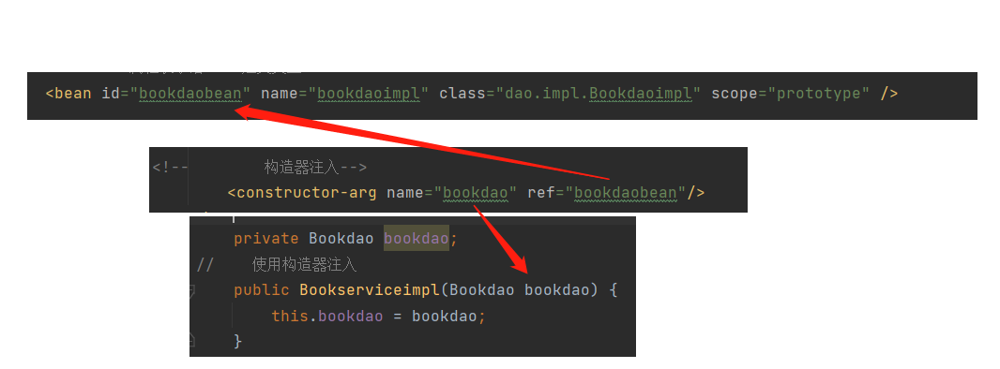 <bean id="bookdaobean" name="bookdaoimpl" class="dao.impl.Bookdaoimpl" scope="prototype" />
<!-- 构造器注入-->
<constructor-arg name="bookdao" ref="bookdaobean"/>
private Bookdao bookdao;
// 使用构造器注入
public Bookserviceimpl(Bookdao bookdao) {
this.bookdao = bookdao;
}